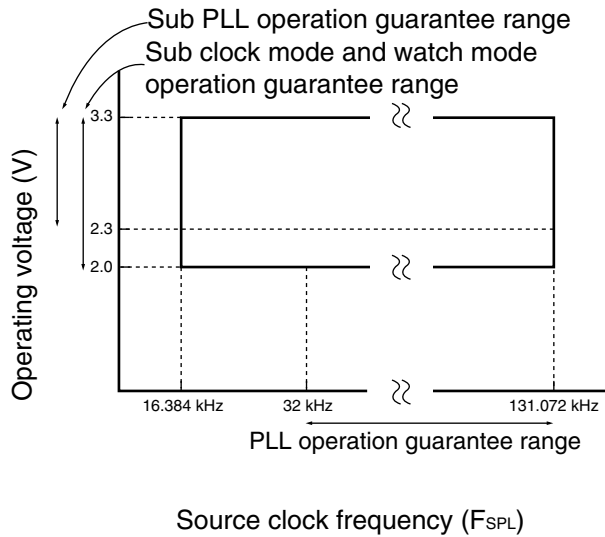 Sub PLL operation guarantee range
Sub clock mode and watch mode
operation guarantee range
Operating voltage (V)
3.3
2.3
2.0
16.384 kHz
32 kHz
131.072 kHz
PLL operation guarantee range
Source clock frequency (FSPL)